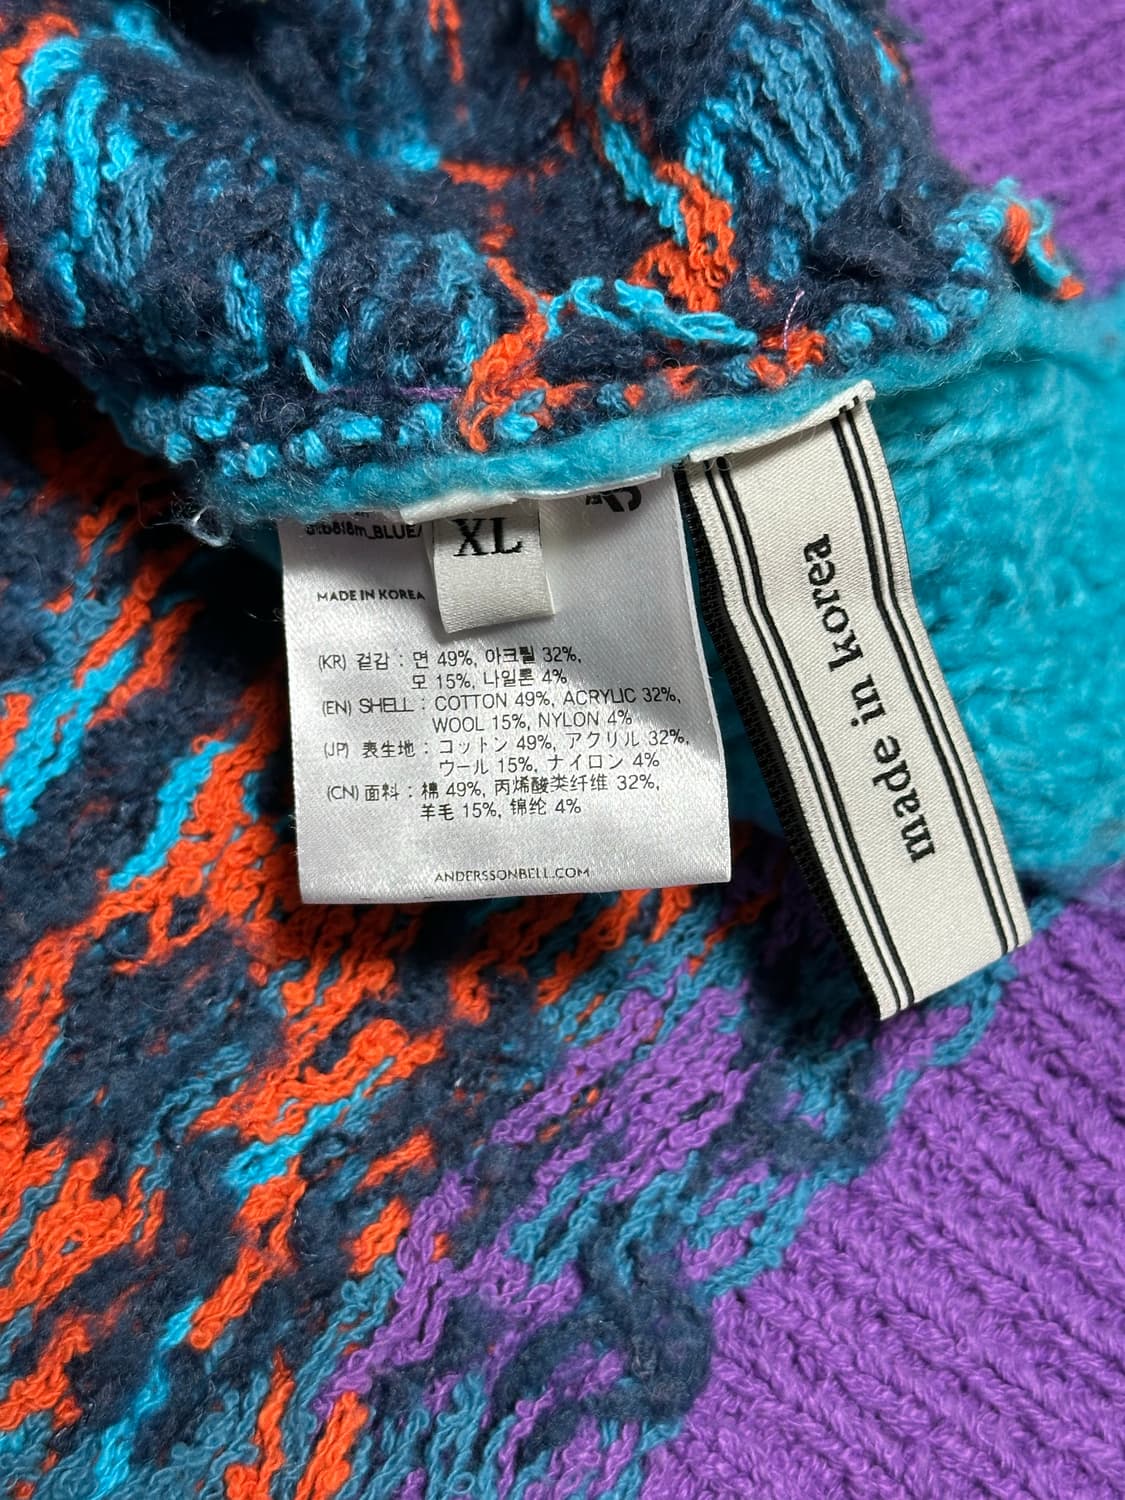 XL
MADE IN KOREA
(KR) 겉감 : 면 49%, 아크릴 32%,
모 15%, 나일론 4%
(EN) SHELL : COTTON 49%, ACRYLIC 32%,
WOOL 15%, NYLON 4%
(JP) 表生地 : コットン 49%, アクリル 32%,
ウール 15%, ナイロン 4%
(CN) 面料 : 棉 49%, 丙烯酸类纤维 32%,
羊毛 15%, 锦纶 4%
ANDERSSONBELL.COM
made in korea